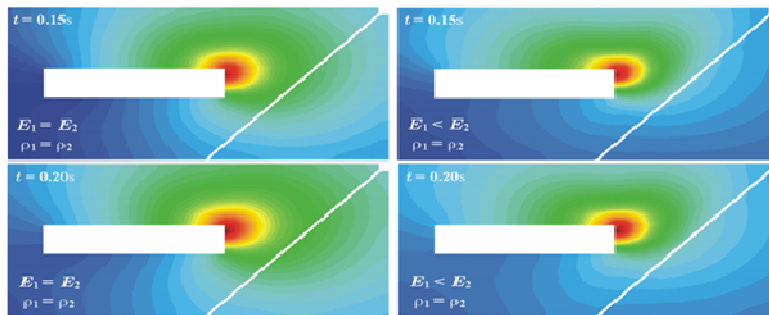 t = 0.15s
E₁ = E₂
ρ₁ = ρ₂
t = 0.15s
E₁ < E₂
ρ₁ = ρ₂
t = 0.20s
E₁ = E₂
ρ₁ = ρ₂
t = 0.20s
E₁ < E₂
ρ₁ = ρ₂